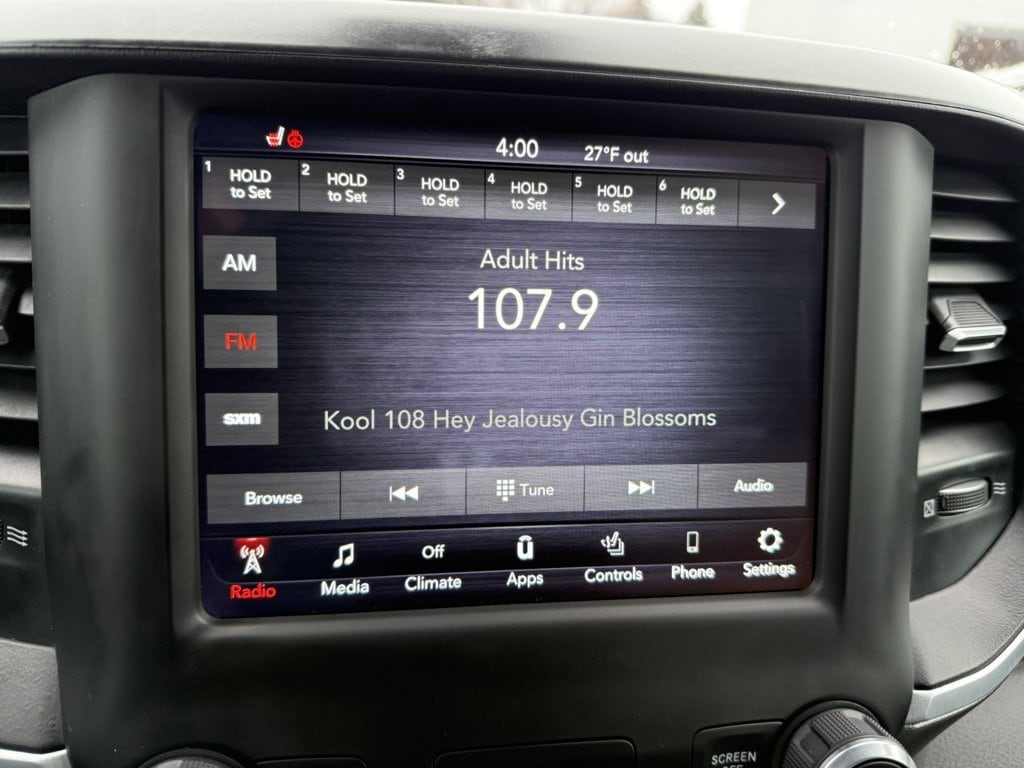 4:00 27°F out
1 HOLD to Set
2 HOLD to Set
3 HOLD to Set
4 HOLD to Set
5 HOLD to Set
6 HOLD to Set
AM
Adult Hits
107.9
FM
sxm
Kool 108 Hey Jealousy Gin Blossoms
Browse Tune Audio
Off
Radio Media Climate Apps Controls Phone Settings
SCREEN
OFF